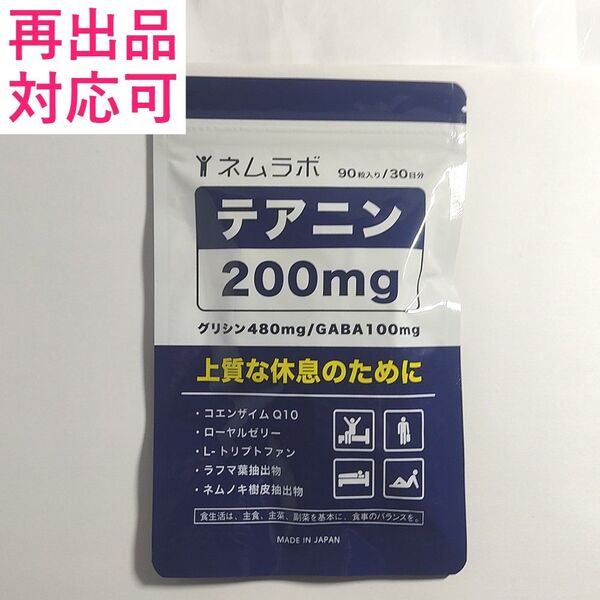 再出品
対応可
ネムラボ 90粒入り/30日分
テアニン
200mg
グリシン480mg/GABA100mg
上質な休息のために
・コエンザイムQ10
・ローヤルゼリー
・L-トリプトファン
・ラフマ葉抽出物
・ネムノキ樹皮抽出物
食生活は、主食、主菜、副菜を基本に、食事のバランスを。
MADE IN JAPAN